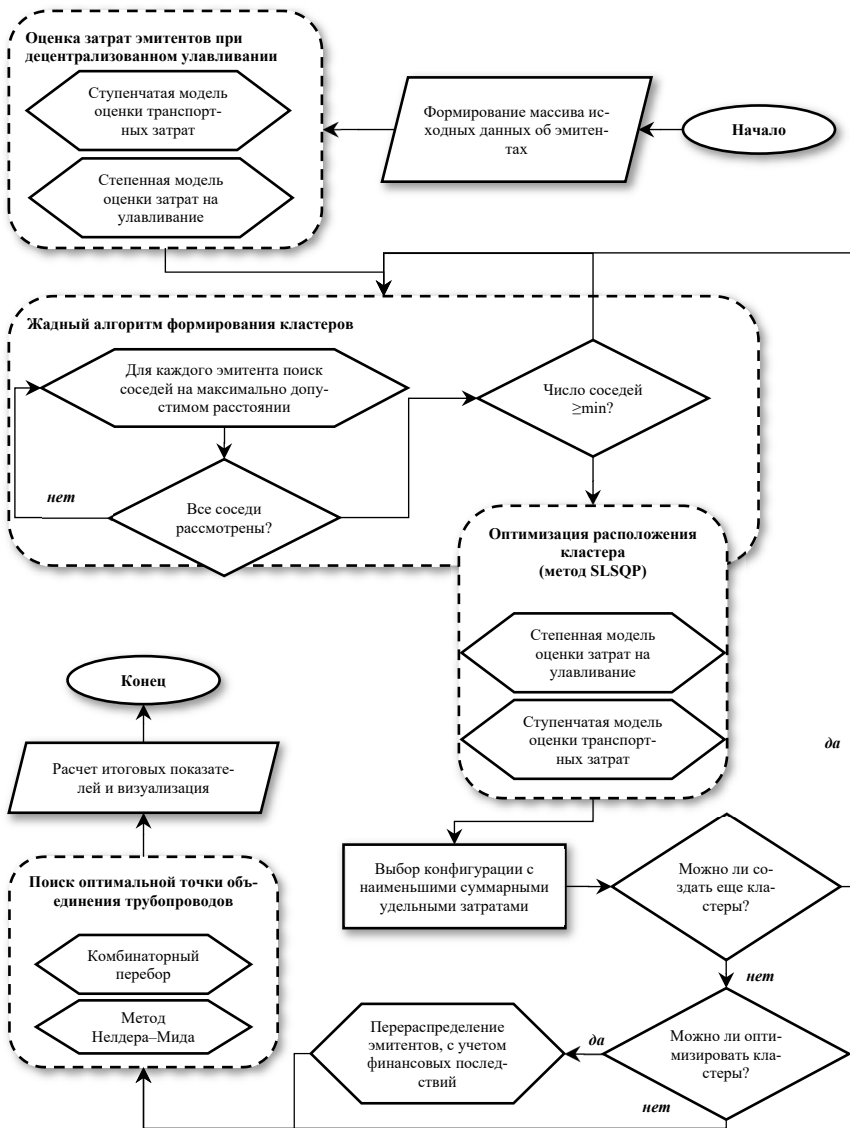 Оценка затрат эмитентов при
децентрализованном улавливании
Ступенчатая модель
оценки транспорт-
ных затрат
Степенная модель
оценки затрат на
улавливание
Формирование массива ис-
ходных данных об эмитен-
тах
Начало
Жадный алгоритм формирования кластеров
Для каждого эмитента поиск
соседей на максимально допу-
стимом расстоянии
Число соседей
≥min?
нет
Все соседи
рассмотрены?
Оптимизация расположения
кластера
(метод SLSQP)
Степенная модель
оценки затрат на
улавливание
Ступенчатая модель
оценки транспорт-
ных затрат
да
Конец
Расчет итоговых показате-
лей и визуализация
Поиск оптимальной точки объ-
единения трубопроводов
Комбинаторный
перебор
Метод
Нелдера–Мида
Выбор конфигурации с
наименьшими суммарными
удельными затратами
Можно ли со-
здать еще кла-
стеры?
нет
Перераспределение
эмитентов, с учетом
финансовых послед-
ствий
да
Можно ли опти-
мизировать кла-
стеры?
нет